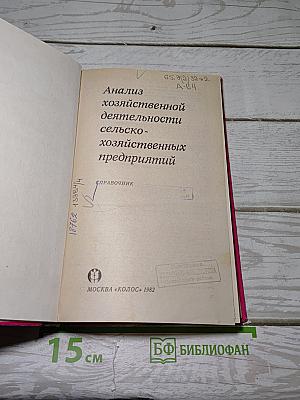 Анализ
хозяйственной
деятельности
сельско-
хозяйственных
предприятий
СПРАВОЧНИК
МОСКВА «КОЛОС» 1982
15 см
БФ БИБЛИОФАН